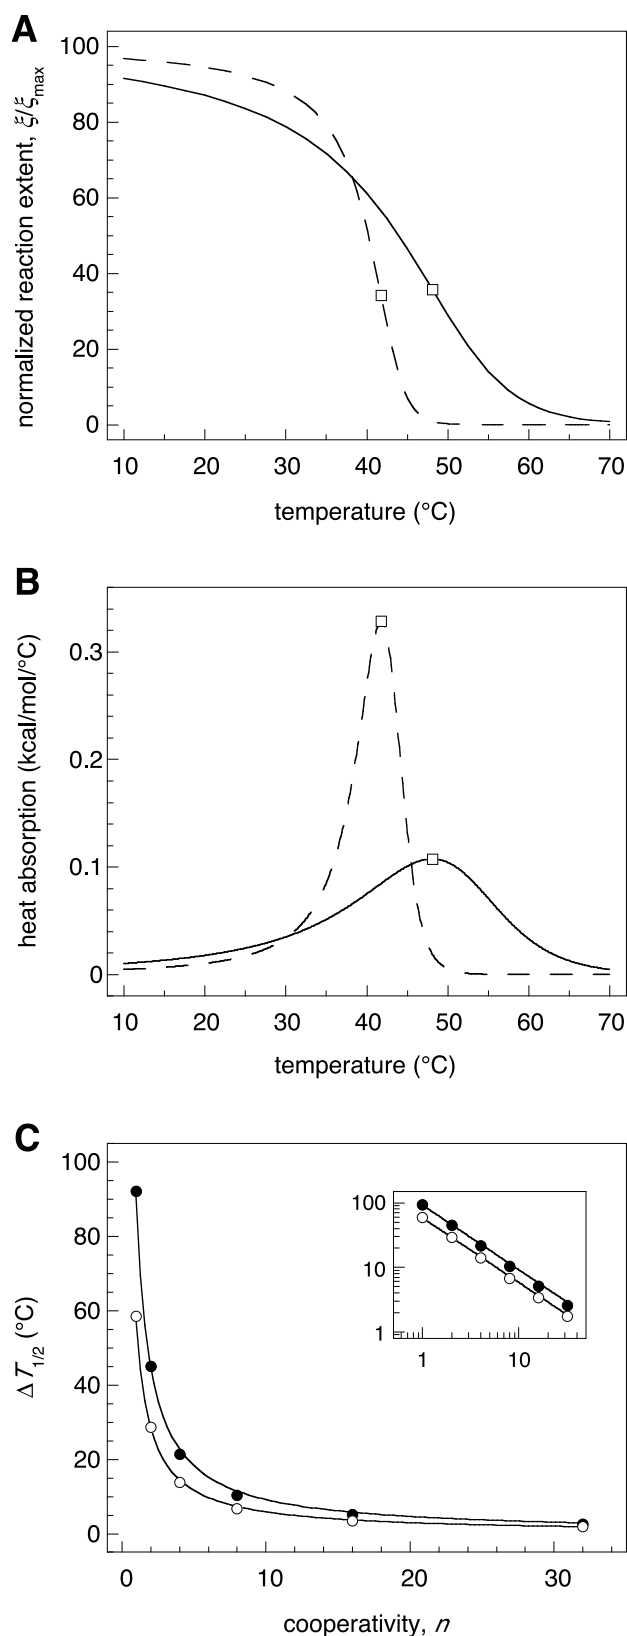 A
100
80
60
40
20
0
normalized reaction extent, ξ/ξmax
10 20 30 40 50 60 70
temperature (°C)
B
0.3
0.2
0.1
0
heat absorption (kcal/mol/°C)
10 20 30 40 50 60 70
temperature (°C)
C
100
80
60
40
20
0
ΔT1/2 (°C)
100
10
1
1 10
0 10 20 30
cooperativity, n